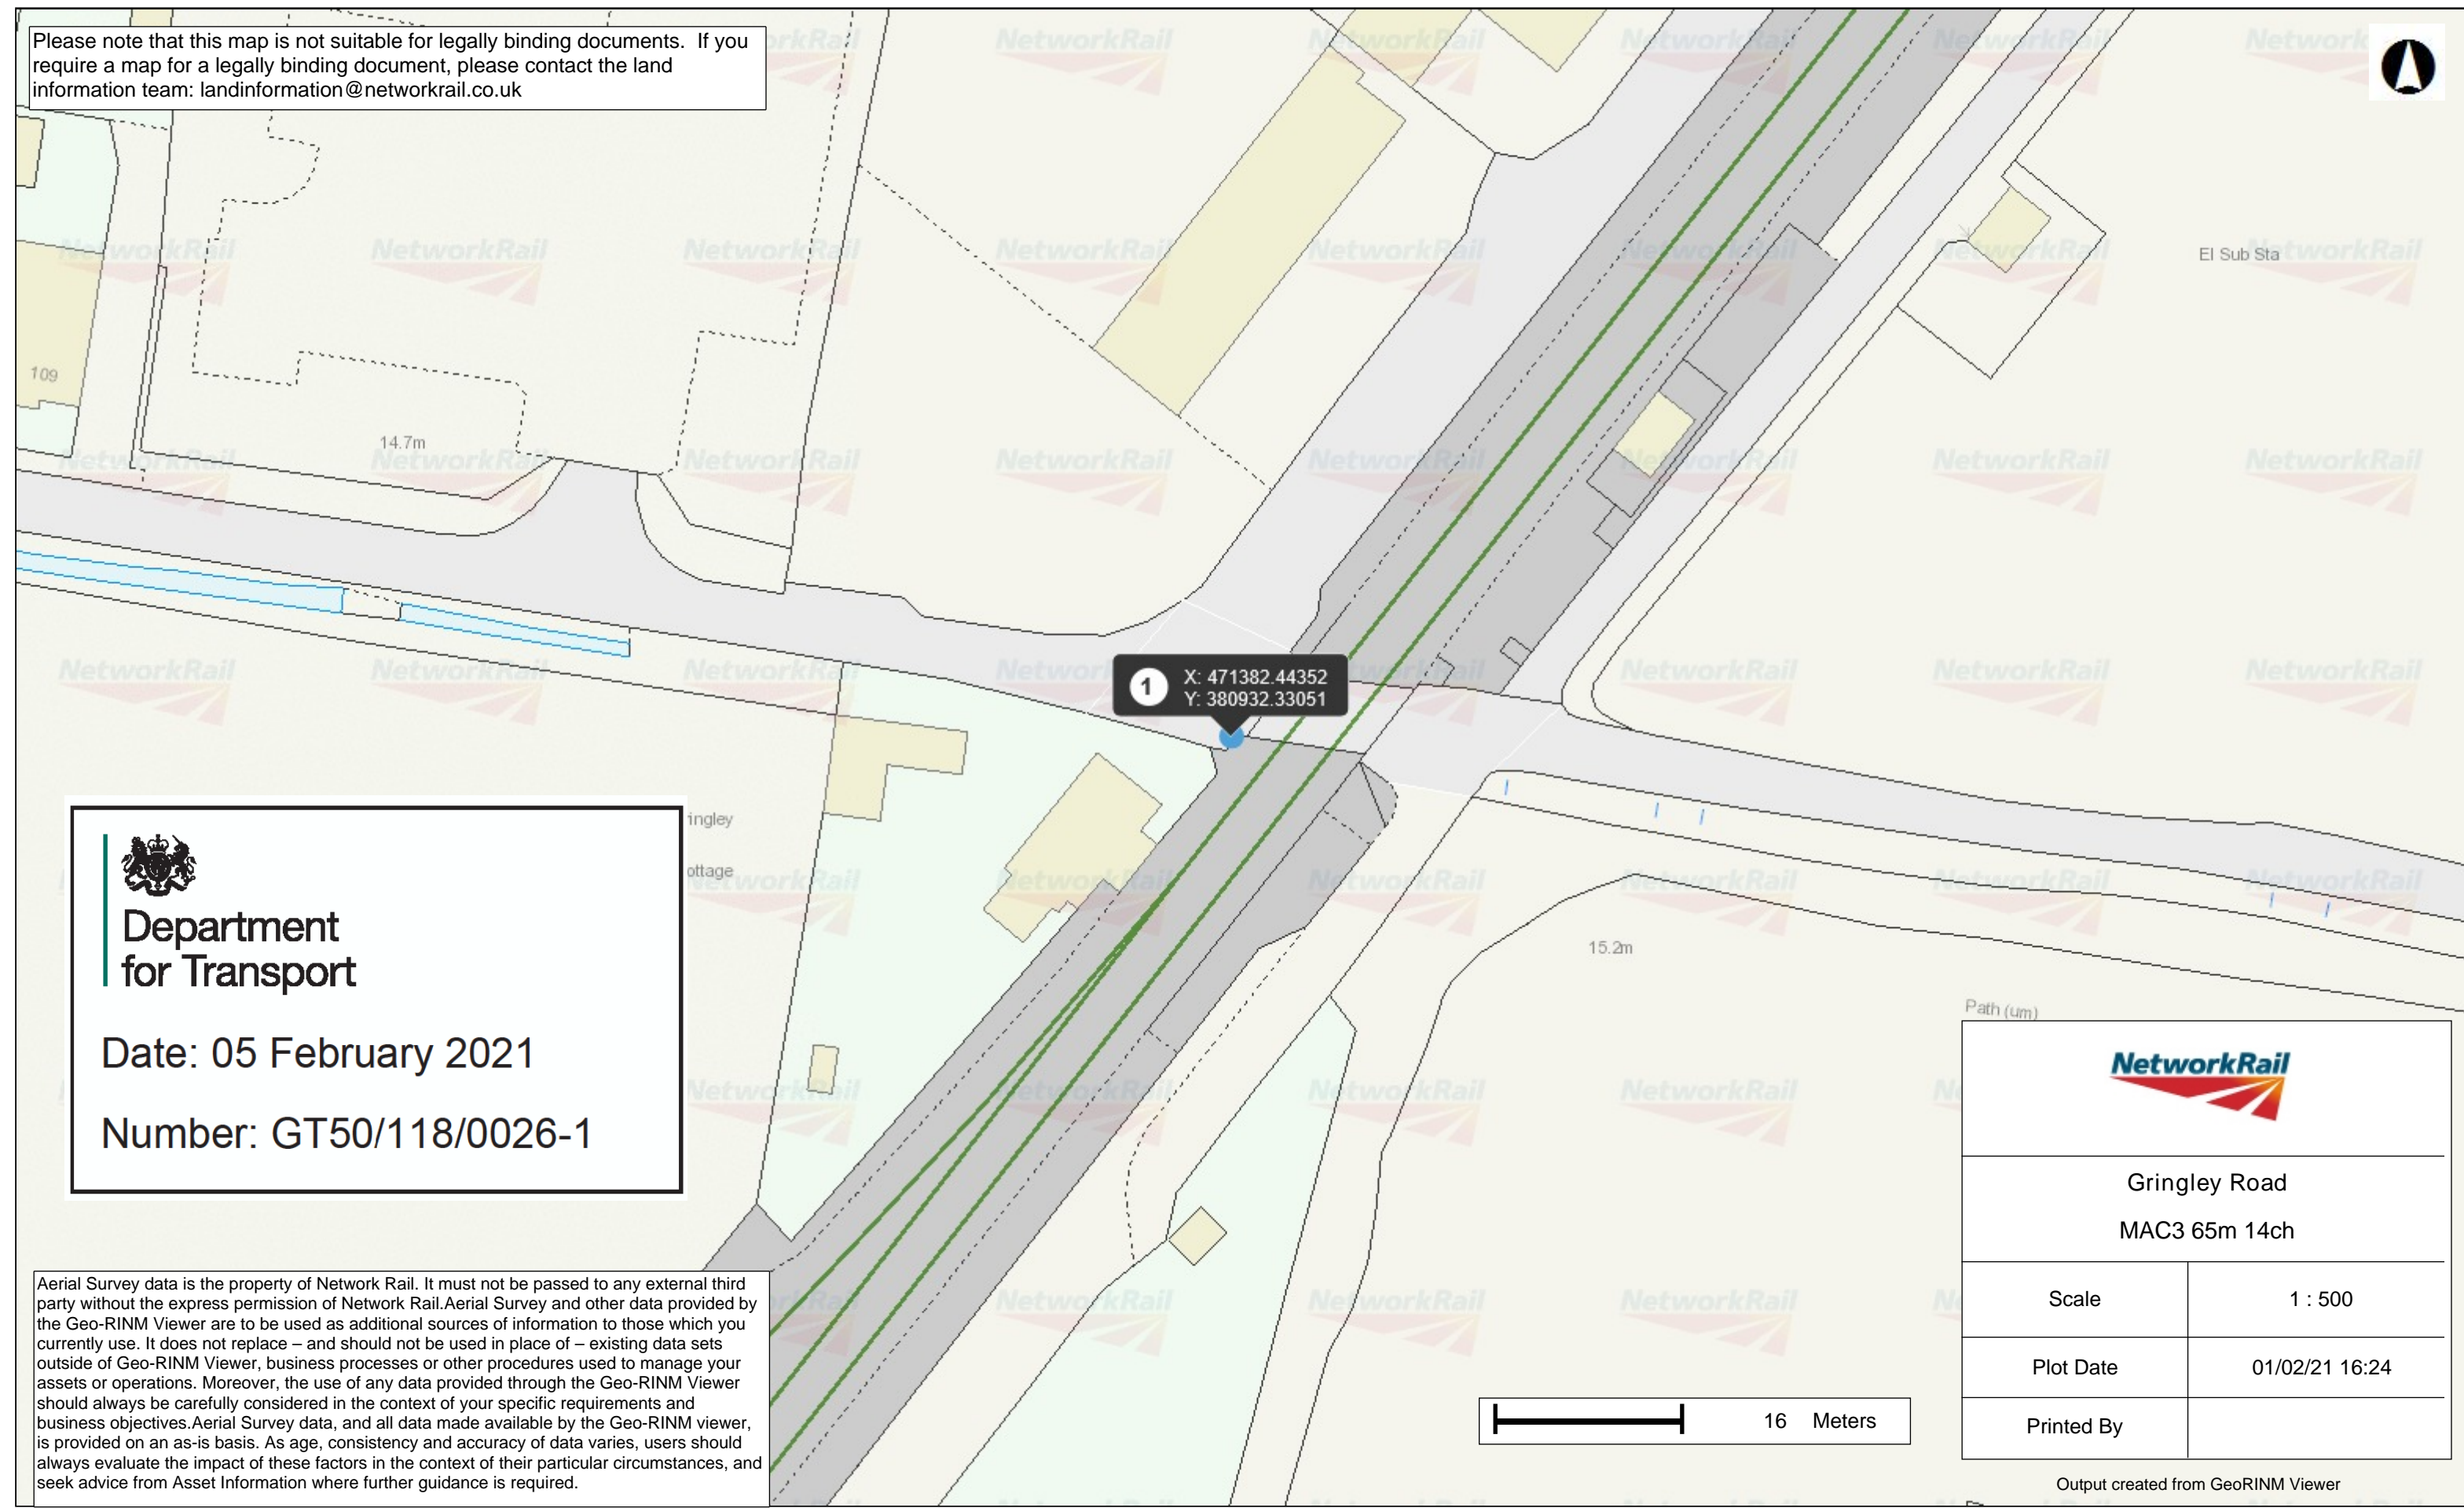 Please note that this map is not suitable for legally binding documents. If you
require a map for a legally binding document, please contact the land
information team: landinformation@networkrail.co.uk
El Sub Sta
109
14.7m
1
X: 471382.44352
Y: 380932.33051
ringley
ottage
15.2m
Path (um)
Department
for Transport
Date: 05 February 2021
Number: GT50/118/0026-1
Aerial Survey data is the property of Network Rail. It must not be passed to any external third
party without the express permission of Network Rail.Aerial Survey and other data provided by
the Geo-RINM Viewer are to be used as additional sources of information to those which you
currently use. It does not replace – and should not be used in place of – existing data sets
outside of Geo-RINM Viewer, business processes or other procedures used to manage your
assets or operations. Moreover, the use of any data provided through the Geo-RINM Viewer
should always be carefully considered in the context of your specific requirements and
business objectives.Aerial Survey data, and all data made available by the Geo-RINM viewer,
is provided on an as-is basis. As age, consistency and accuracy of data varies, users should
always evaluate the impact of these factors in the context of their particular circumstances, and
seek advice from Asset Information where further guidance is required.
16 Meters
NetworkRail
Gringley Road
MAC3 65m 14ch
Scale 1 : 500
Plot Date 01/02/21 16:24
Printed By
Output created from GeoRINM Viewer